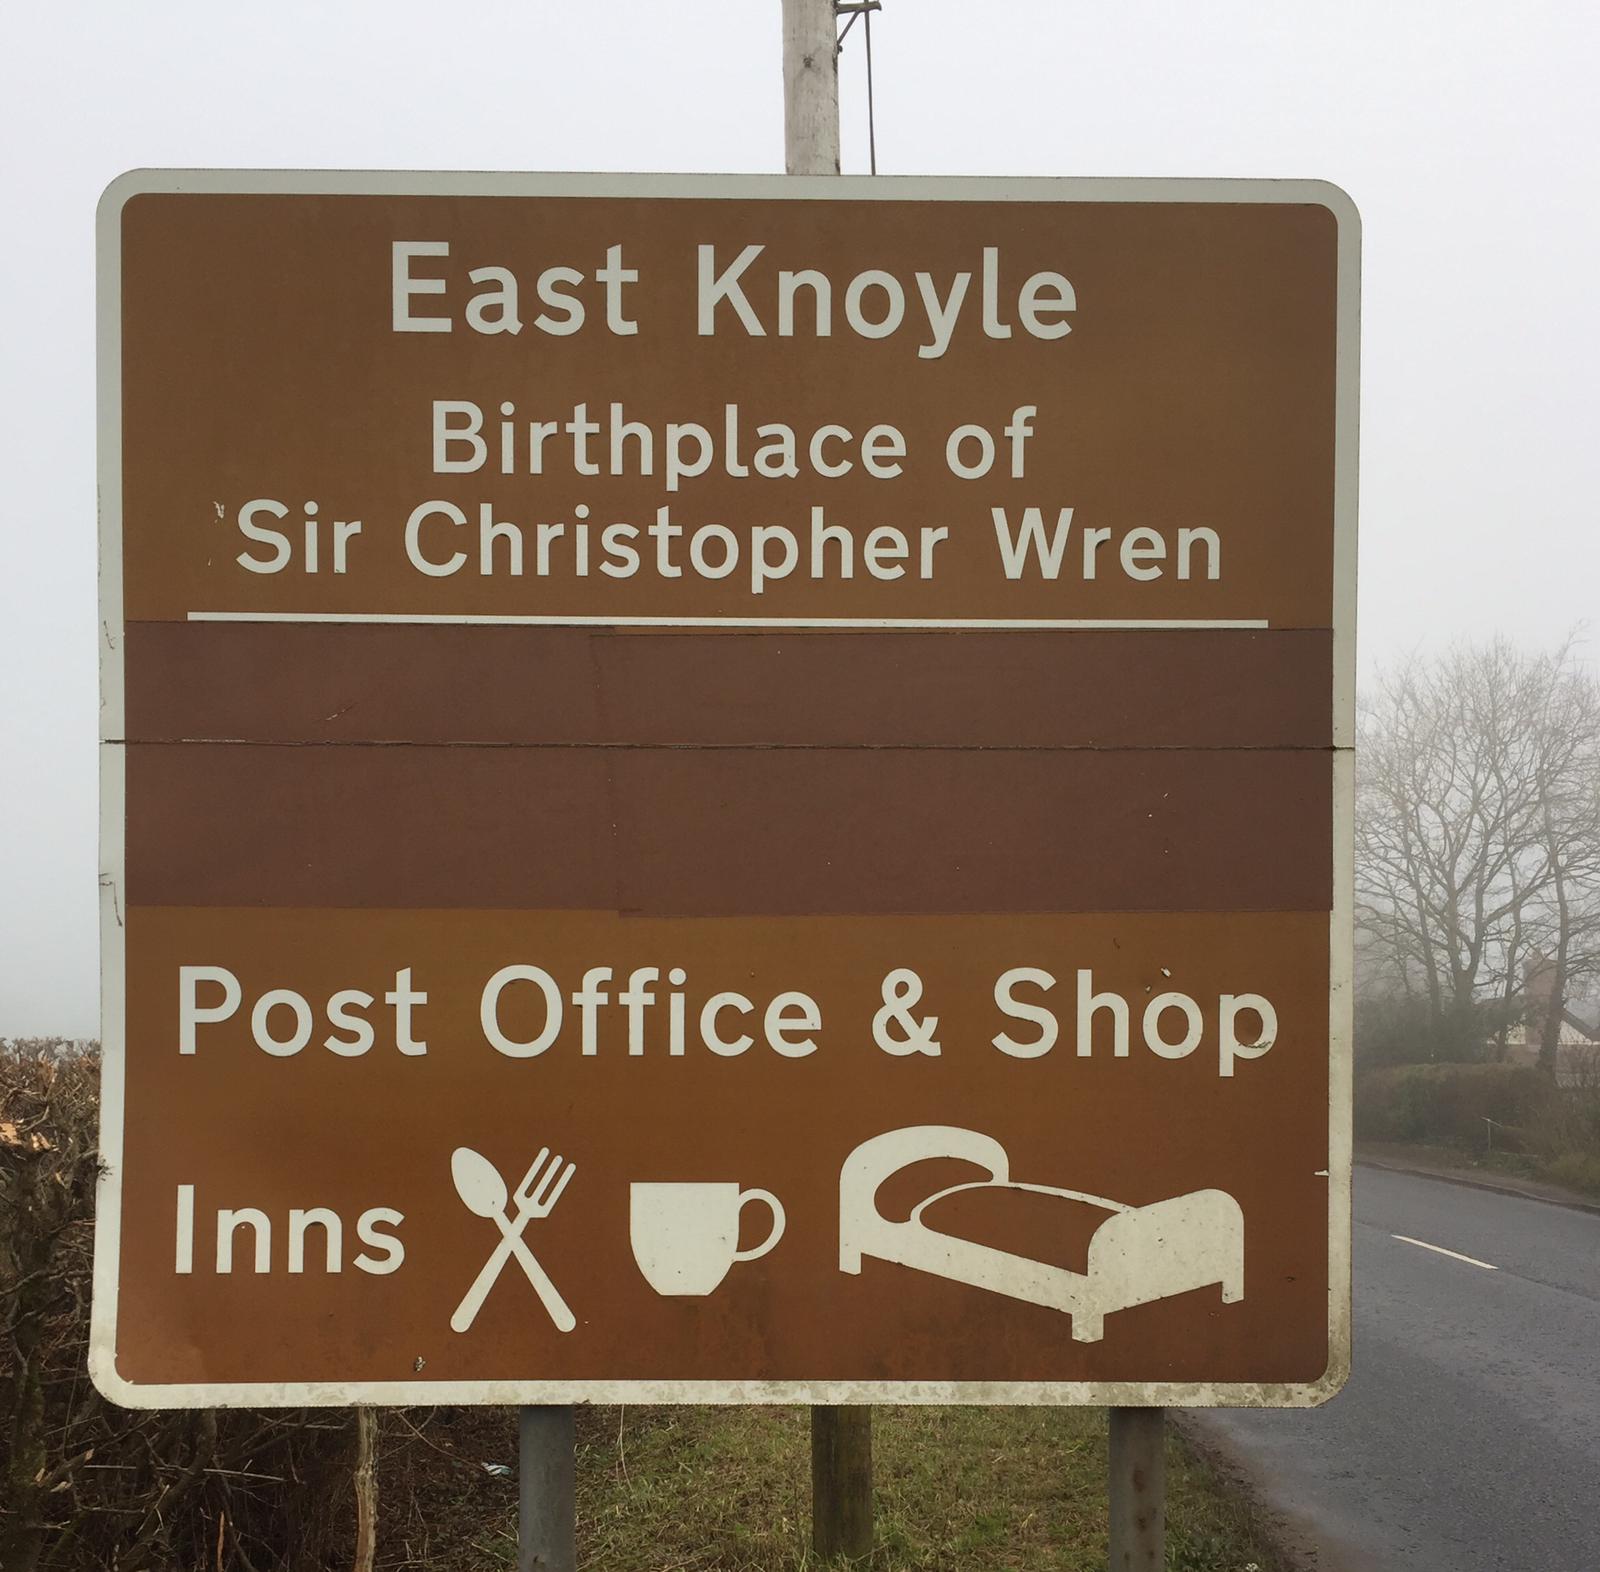 East Knoyle
Birthplace of
Sir Christopher Wren
Post Office & Shop
Inns